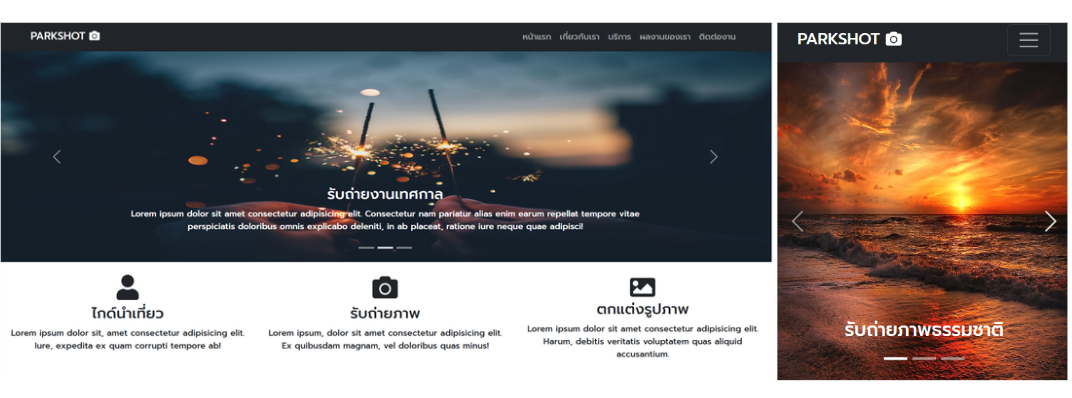 PARKSHOT
หน้าแรก เกี่ยวกับเรา บริการ ผลงานของเรา ติดต่องาน
รับถ่ายงานเทศกาล
Lorem ipsum dolor sit amet consectetur adipisicing elit. Consectetur nam pariatur alias enim earum repellat tempore vitae
perspiciatis doloribus omnis explicabo deleniti, in ab placeat, ratione iure neque quae adipisci!
ไกด์นำเที่ยว
Lorem ipsum dolor sit, amet consectetur adipisicing elit.
Iure, expedita ex quam corrupti tempore ab!
รับถ่ายภาพ
Lorem ipsum, dolor sit amet consectetur adipisicing elit.
Ex quibusdam magnam, vel doloribus quas minus!
ตกแต่งรูปภาพ
Lorem ipsum dolor sit amet consectetur adipisicing elit.
Harum, debitis veritatis voluptatem quas aliquid
accusantium.
PARKSHOT
รับถ่ายภาพธรรมชาติ